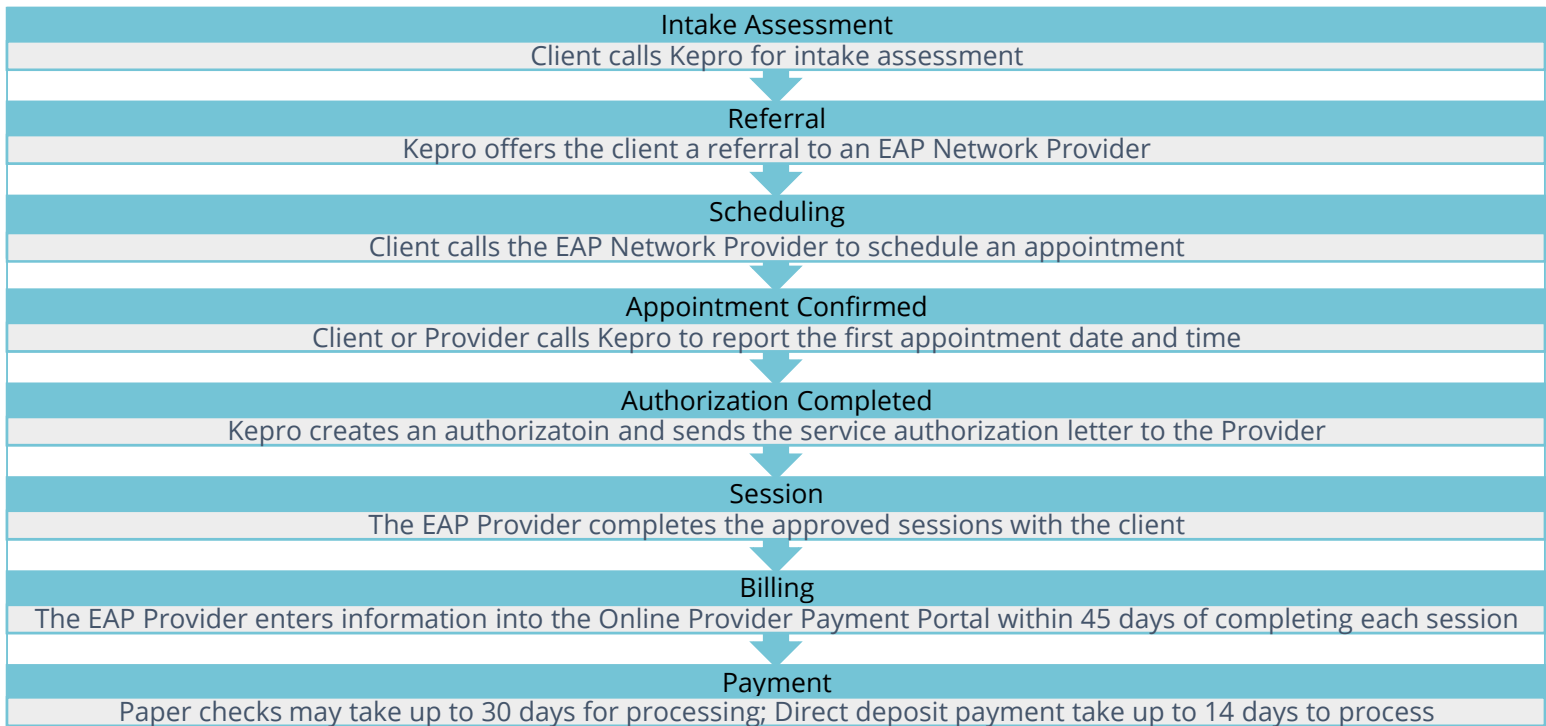 Intake Assessment
Client calls Kepro for intake assessment
Referral
Kepro offers the client a referral to an EAP Network Provider
Scheduling
Client calls the EAP Network Provider to schedule an appointment
Appointment Confirmed
Client or Provider calls Kepro to report the first appointment date and time
Authorization Completed
Kepro creates an authorizatoin and sends the service authorization letter to the Provider
Session
The EAP Provider completes the approved sessions with the client
Billing
The EAP Provider enters information into the Online Provider Payment Portal within 45 days of completing each session
Payment
Paper checks may take up to 30 days for processing; Direct deposit payment take up to 14 days to process